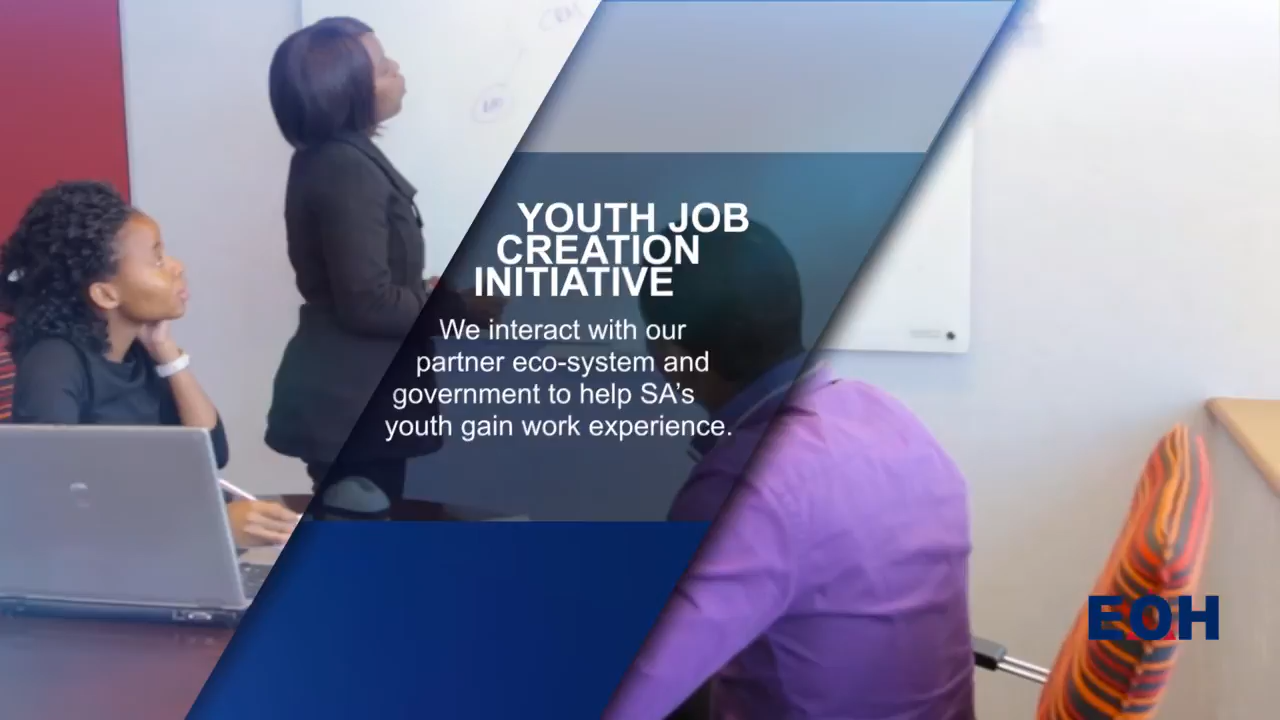 YOUTH JOB
CREATION
INITIATIVE
We interact with our
partner eco-system and
government to help SA's
youth gain work experience.
EOH